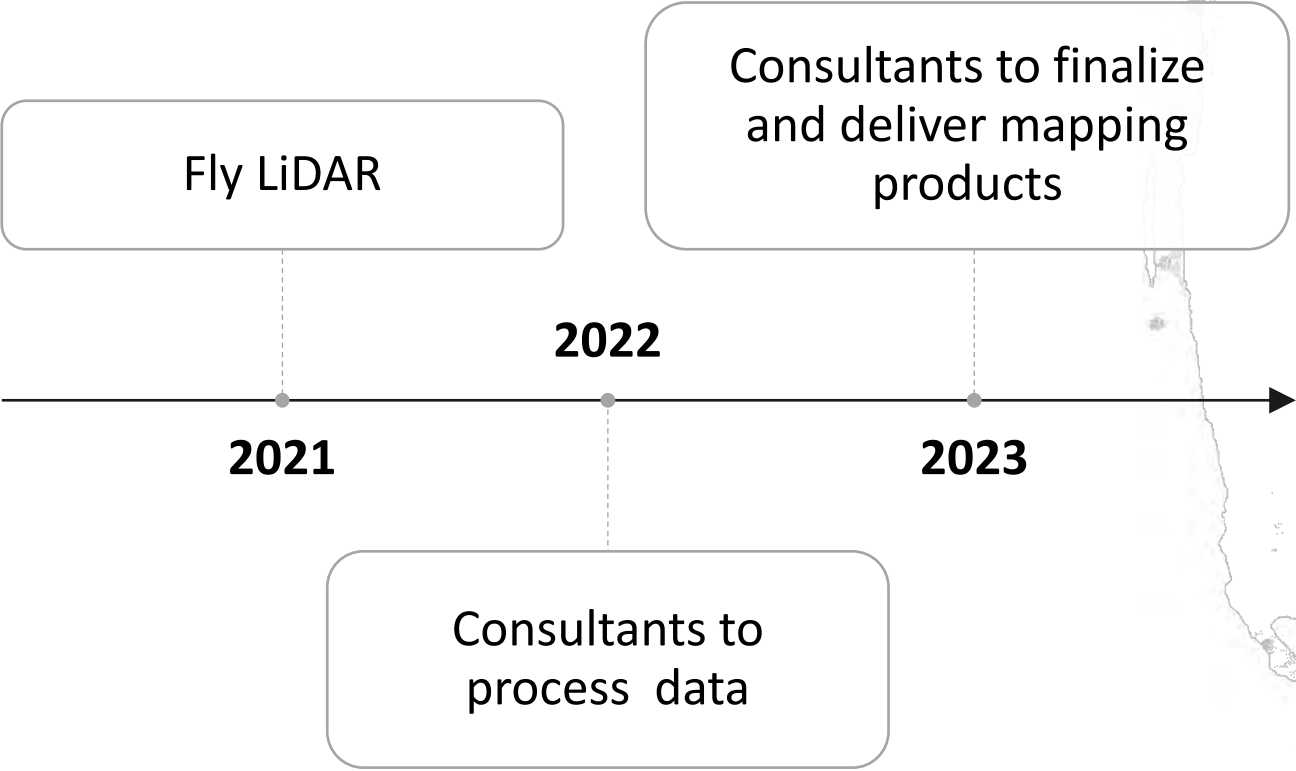 Fly LiDAR
Consultants to finalize
and deliver mapping
products
2022
2021
2023
Consultants to
process  data